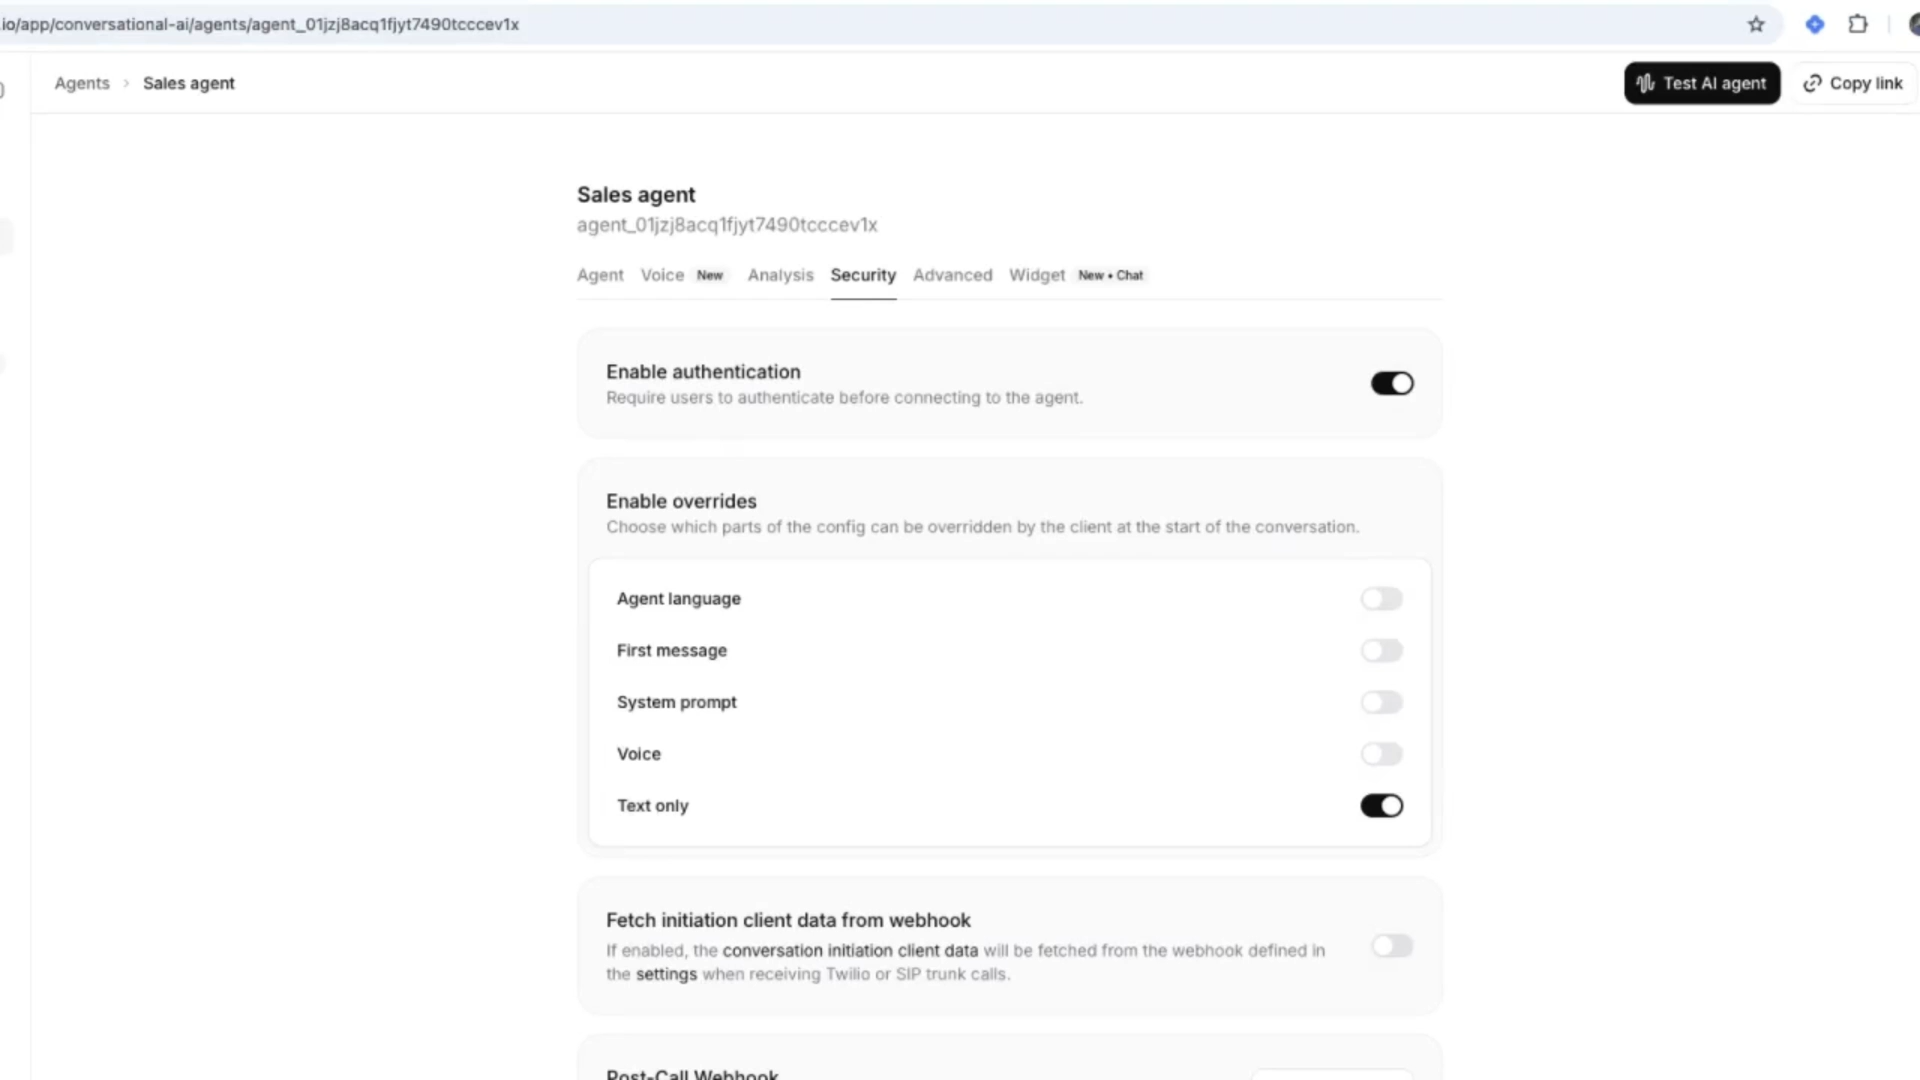 .io/app/conversational-ai/agents/agent_01jzj8acq1fjyt7490tcccev1x
Agents › Sales agent
Test AI agent
Copy link
Sales agent
agent_01jzj8acq1fjyt7490tcccev1x
Agent Voice New Analysis Security Advanced Widget New • Chat
Enable authentication
Require users to authenticate before connecting to the agent.
Enable overrides
Choose which parts of the config can be overridden by the client at the start of the conversation.
Agent language
First message
System prompt
Voice
Text only
Fetch initiation client data from webhook
If enabled, the conversation initiation client data will be fetched from the webhook defined in
the settings when receiving Twilio or SIP trunk calls.
Post-Call Webhook